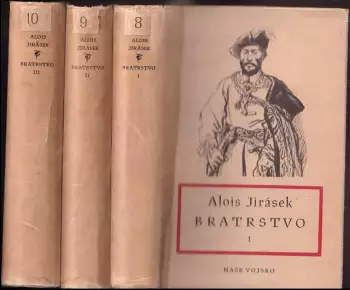 10
ALOIS
JIRÁSEK
BRATRSTVO
III
9
ALOIS
JIRÁSEK
BRATRSTVO
II
8
ALOIS
JIRÁSEK
BRATRSTVO
I
Alois Jirásek
BRATRSTVO
I
NAŠE VOJSKO